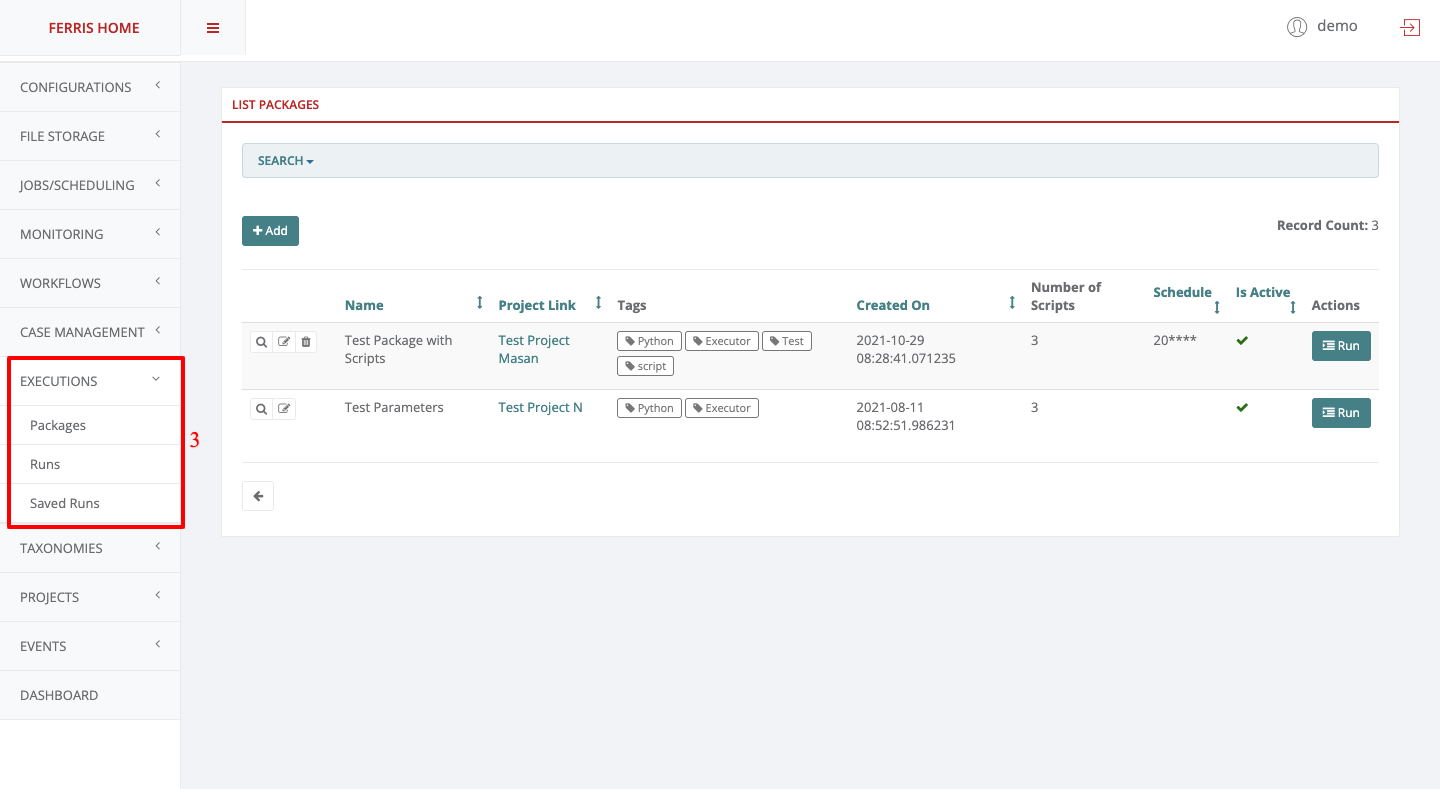 FERRIS HOME
demo
CONFIGURATIONS
FILE STORAGE
JOBS/SCHEDULING
MONITORING
WORKFLOWS
CASE MANAGEMENT
EXECUTIONS
Packages
Runs
Saved Runs
3
TAXONOMIES
PROJECTS
EVENTS
DASHBOARD
LIST PACKAGES
SEARCH
Add
Record Count: 3
Name Project Link Tags Created On Number of Scripts Schedule Is Active Actions
Test Package with Scripts Test Project Masan Python Executor Test script 2021-10-29 08:28:41.071235 3 20**** Run
Test Parameters Test Project N Python Executor 2021-08-11 08:52:51.986231 3 Run